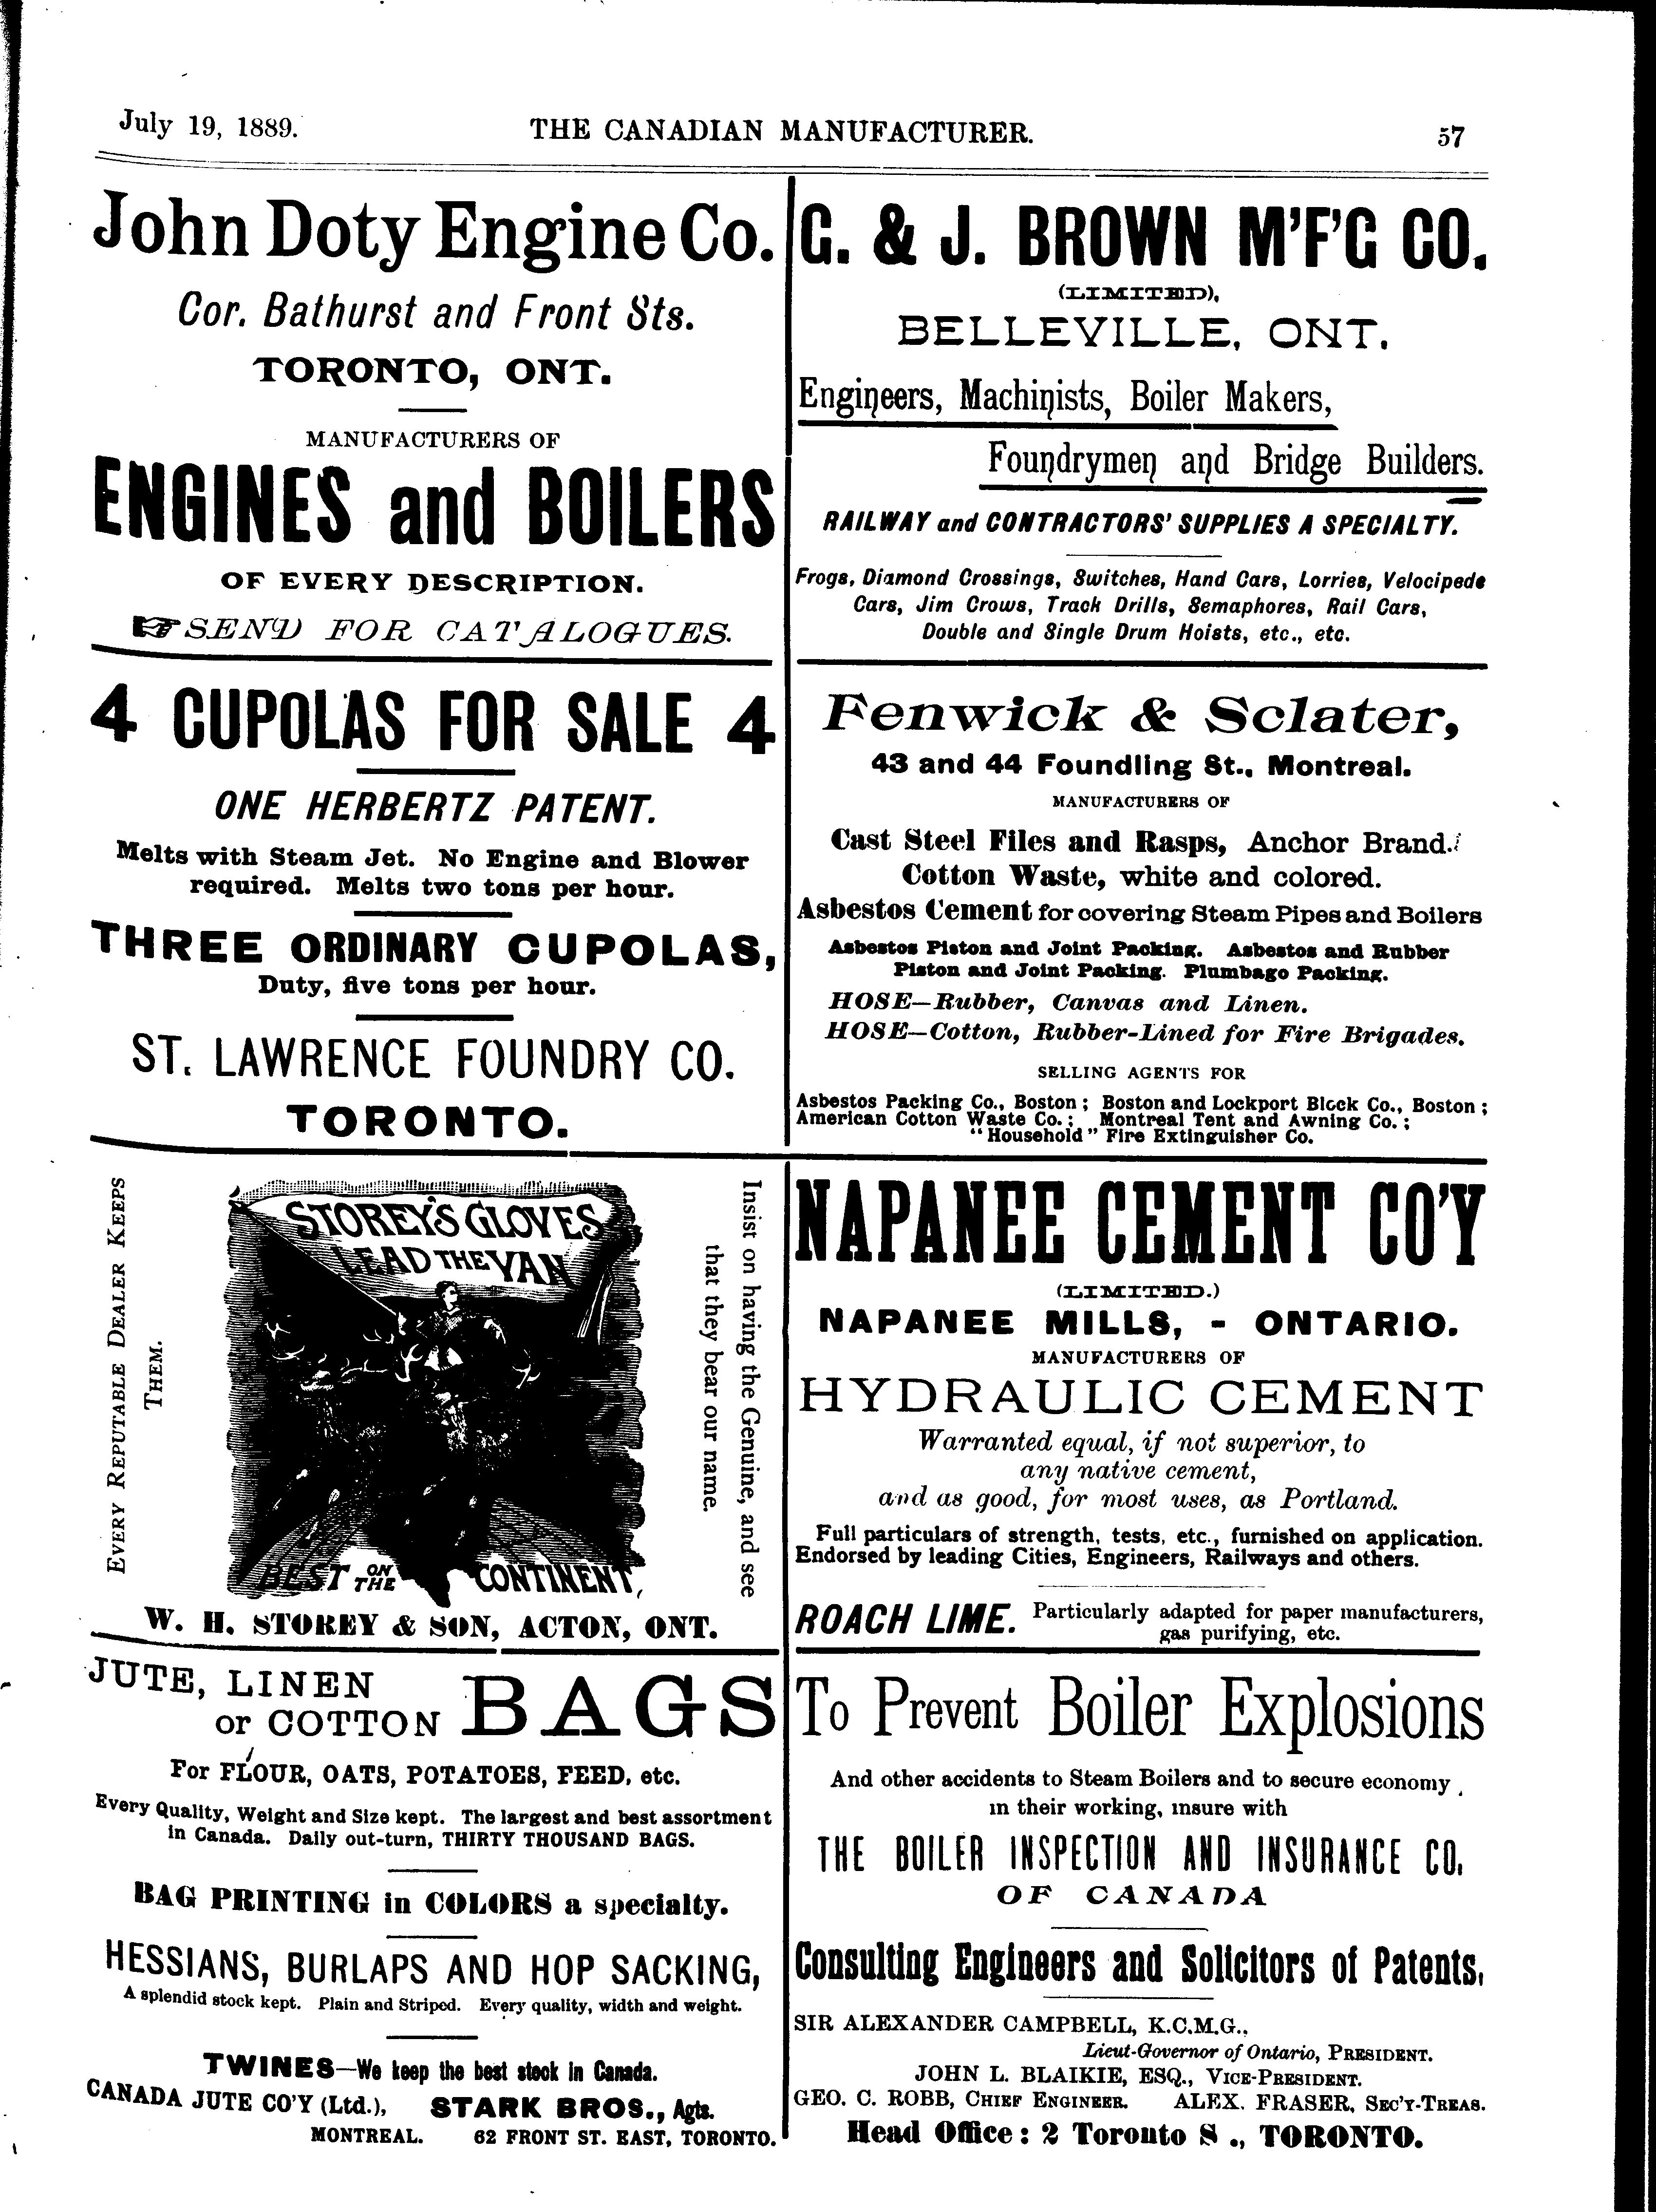 July 19, 1889.
THE CANADIAN MANUFACTURER.
57
John Doty Engine Co.
Cor. Bathurst and Front Sts.
TORONTO, ONT.
MANUFACTURERS OF
ENGINES and BOILERS
OF EVERY DESCRIPTION.
☞ SEND FOR CATALOGUES.
4 CUPOLAS FOR SALE 4
ONE HERBERTZ PATENT.
Melts with Steam Jet. No Engine and Blower
required. Melts two tons per hour.
THREE ORDINARY CUPOLAS,
Duty, five tons per hour.
ST. LAWRENCE FOUNDRY CO.
TORONTO.
EVERY REPUTABLE DEALER KEEPS
THEM.
STOREY'S GLOVES
LEAD THE VAN
BEST ON THE CONTINENT,
Insist on having the Genuine, and see
that they bear our name.
W. H. STOREY & SON, ACTON, ONT.
JUTE, LINEN
or COTTON BAGS
For FLOUR, OATS, POTATOES, FEED, etc.
Every Quality, Weight and Size kept. The largest and best assortment
in Canada. Daily out-turn, THIRTY THOUSAND BAGS.
BAG PRINTING in COLORS a specialty.
HESSIANS, BURLAPS AND HOP SACKING,
A splendid stock kept. Plain and Striped. Every quality, width and weight.
TWINES—We keep the best stock in Canada.
CANADA JUTE CO'Y (Ltd.), STARK BROS., Agts.
MONTREAL. 62 FRONT ST. EAST, TORONTO.
G. & J. BROWN M'F'G CO.
(LIMITED),
BELLEVILLE, ONT.
Engineers, Machinists, Boiler Makers,
Foundrymen and Bridge Builders.
RAILWAY and CONTRACTORS' SUPPLIES A SPECIALTY.
Frogs, Diamond Crossings, Switches, Hand Cars, Lorries, Velocipede
Cars, Jim Crows, Track Drills, Semaphores, Rail Cars,
Double and Single Drum Hoists, etc., etc.
Fenwick & Sclater,
43 and 44 Foundling St., Montreal.
MANUFACTURERS OF
Cast Steel Files and Rasps, Anchor Brand.
Cotton Waste, white and colored.
Asbestos Cement for covering Steam Pipes and Boilers
Asbestos Piston and Joint Packing. Asbestos and Rubber
Piston and Joint Packing. Plumbago Packing.
HOSE—Rubber, Canvas and Linen.
HOSE—Cotton, Rubber-Lined for Fire Brigades.
SELLING AGENTS FOR
Asbestos Packing Co., Boston; Boston and Lockport Block Co., Boston;
American Cotton Waste Co.; Montreal Tent and Awning Co.;
"Household" Fire Extinguisher Co.
NAPANEE CEMENT CO'Y
(LIMITED.)
NAPANEE MILLS, - ONTARIO.
MANUFACTURERS OF
HYDRAULIC CEMENT
Warranted equal, if not superior, to
any native cement,
and as good, for most uses, as Portland.
Full particulars of strength, tests, etc., furnished on application.
Endorsed by leading Cities, Engineers, Railways and others.
ROACH LIME. Particularly adapted for paper manufacturers,
gas purifying, etc.
To Prevent Boiler Explosions
And other accidents to Steam Boilers and to secure economy
in their working, insure with
THE BOILER INSPECTION AND INSURANCE CO.
OF CANADA
Consulting Engineers and Solicitors of Patents.
SIR ALEXANDER CAMPBELL, K.C.M.G.,
Lieut-Governor of Ontario, PRESIDENT.
JOHN L. BLAIKIE, ESQ., VICE-PRESIDENT.
GEO. C. ROBB, CHIEF ENGINEER. ALEX. FRASER, SEC'Y-TREAS.
Head Office: 2 Toronto S ., TORONTO.